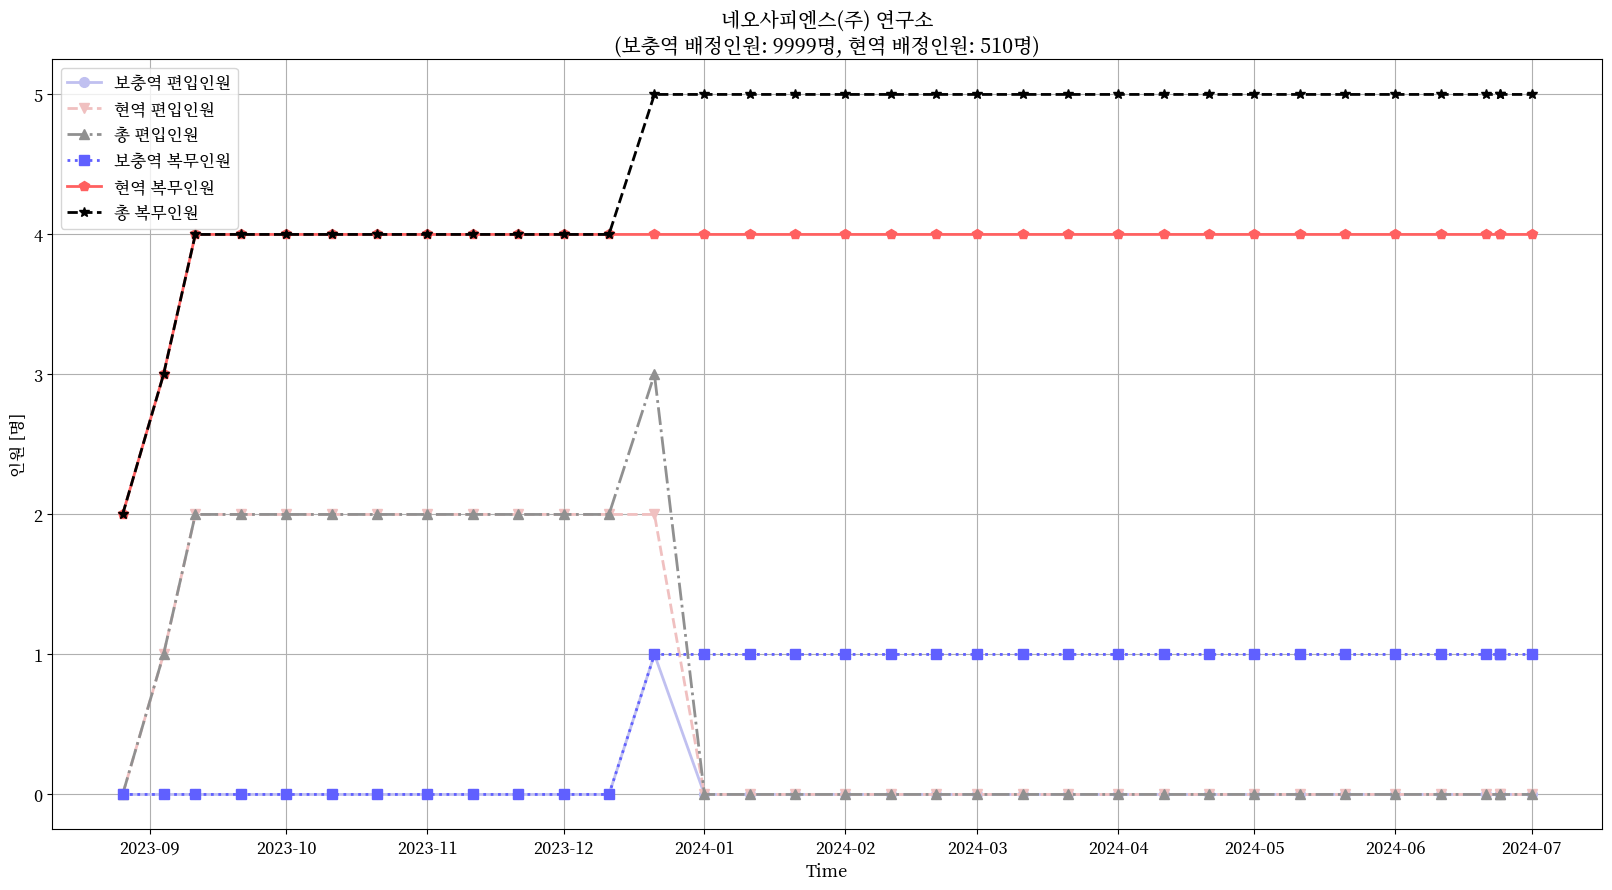 네오사피엔스(주) 연구소
(보충역 배정인원: 9999명, 현역 배정인원: 510명)
보충역 편입인원
현역 편입인원
총 편입인원
보충역 복무인원
현역 복무인원
총 복무인원
5
4
3
2
1
0
인원 [명]
2023-09 2023-10 2023-11 2023-12 2024-01 2024-02 2024-03 2024-04 2024-05 2024-06 2024-07
Time